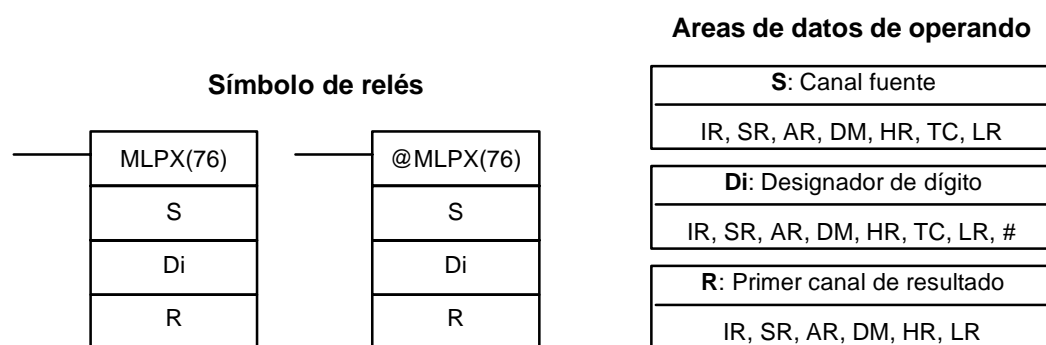 Areas de datos de operando
Símbolo de relés
MLPX(76)
S
Di
R
@MLPX(76)
S
Di
R
S: Canal fuente
IR, SR, AR, DM, HR, TC, LR
Di: Designador de dígito
IR, SR, AR, DM, HR, TC, LR, #
R: Primer canal de resultado
IR, SR, AR, DM, HR, LR